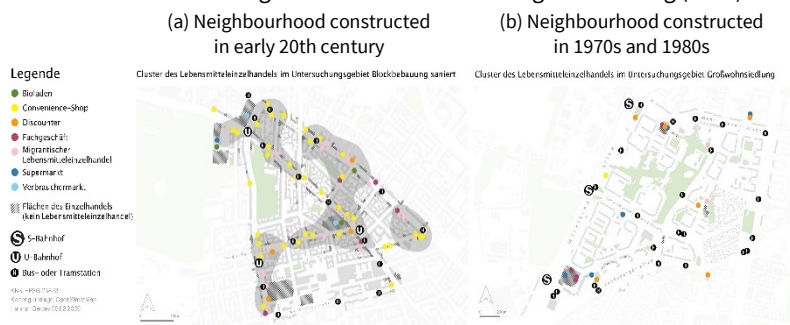 (a) Neighbourhood constructed
in early 20th century
(b) Neighbourhood constructed
in 1970s and 1980s
Cluster des Lebensmitteleinzelhandels im Untersuchungsgebiet Blockbebauung saniert
Cluster des Lebensmitteleinzelhandels im Untersuchungsgebiet Großwohnsiedlung
Legende
Bioladen
Convenience-Shop
Discounter
Fachgeschäft
Migrantischer
Lebensmitteleinzelhandel
Supermarkt
Verbrauchermarkt
Flächen des Einzelhandels
(kein Lebensmitteleinzelhandel)
S-Bahnhof
U-Bahnhof
Bus- oder Tramstation